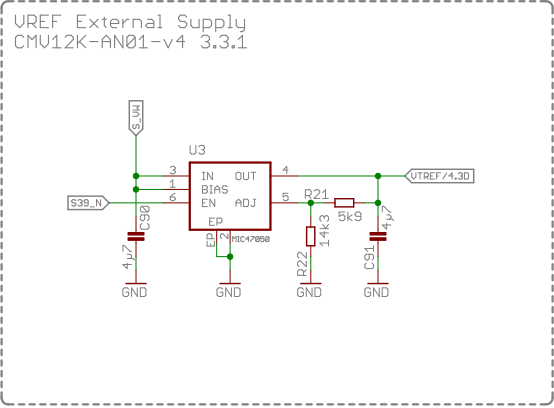 VREF External Supply
CMV12K-AN01-v4 3.3.1
S_VW
U3
3 IN OUT 4
1 BIAS
6 EN ADJ 5
S39_N
VTREF/4.3D
R21
5k9
C90
4µ7
EP
EP
2
MIC47050
14k3
R22
4µ7
C91
GND
GND
GND
GND